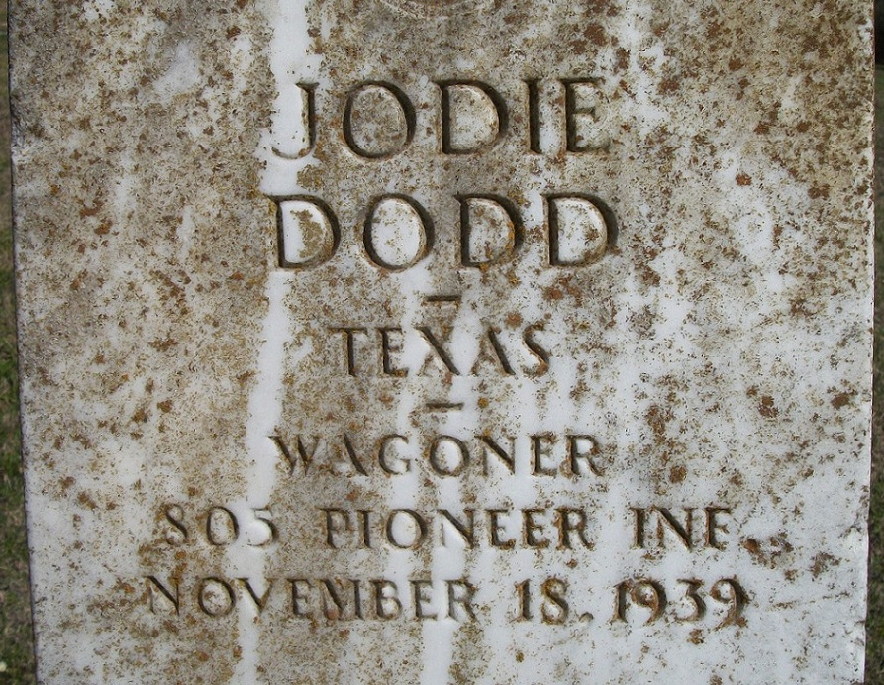 JODIE
DODD
TEXAS
WAGONER
805 PIONEER INF
NOVEMBER 18, 1939